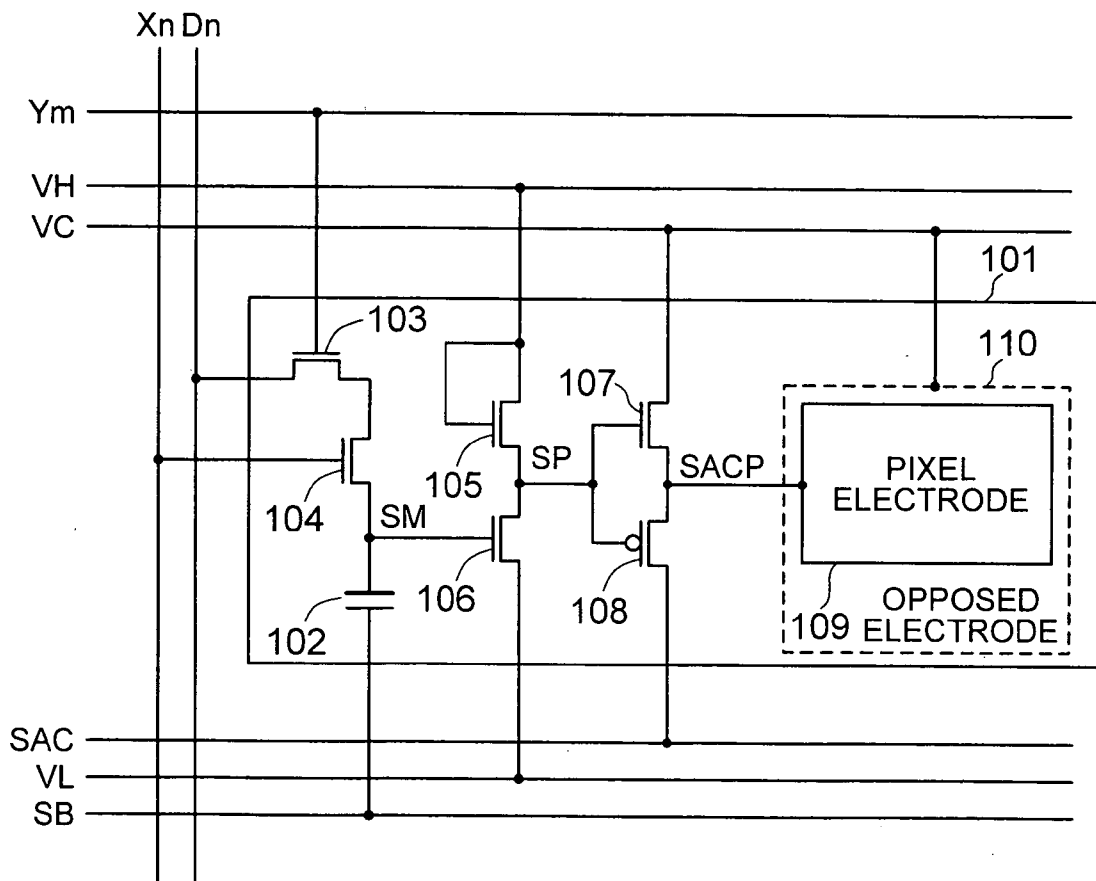 Xn Dn
Ym
VH
VC
101
103
110
107
SP
SACP
PIXEL
ELECTRODE
105
104
SM
106
108
102
109
OPPOSED
ELECTRODE
SAC
VL
SB